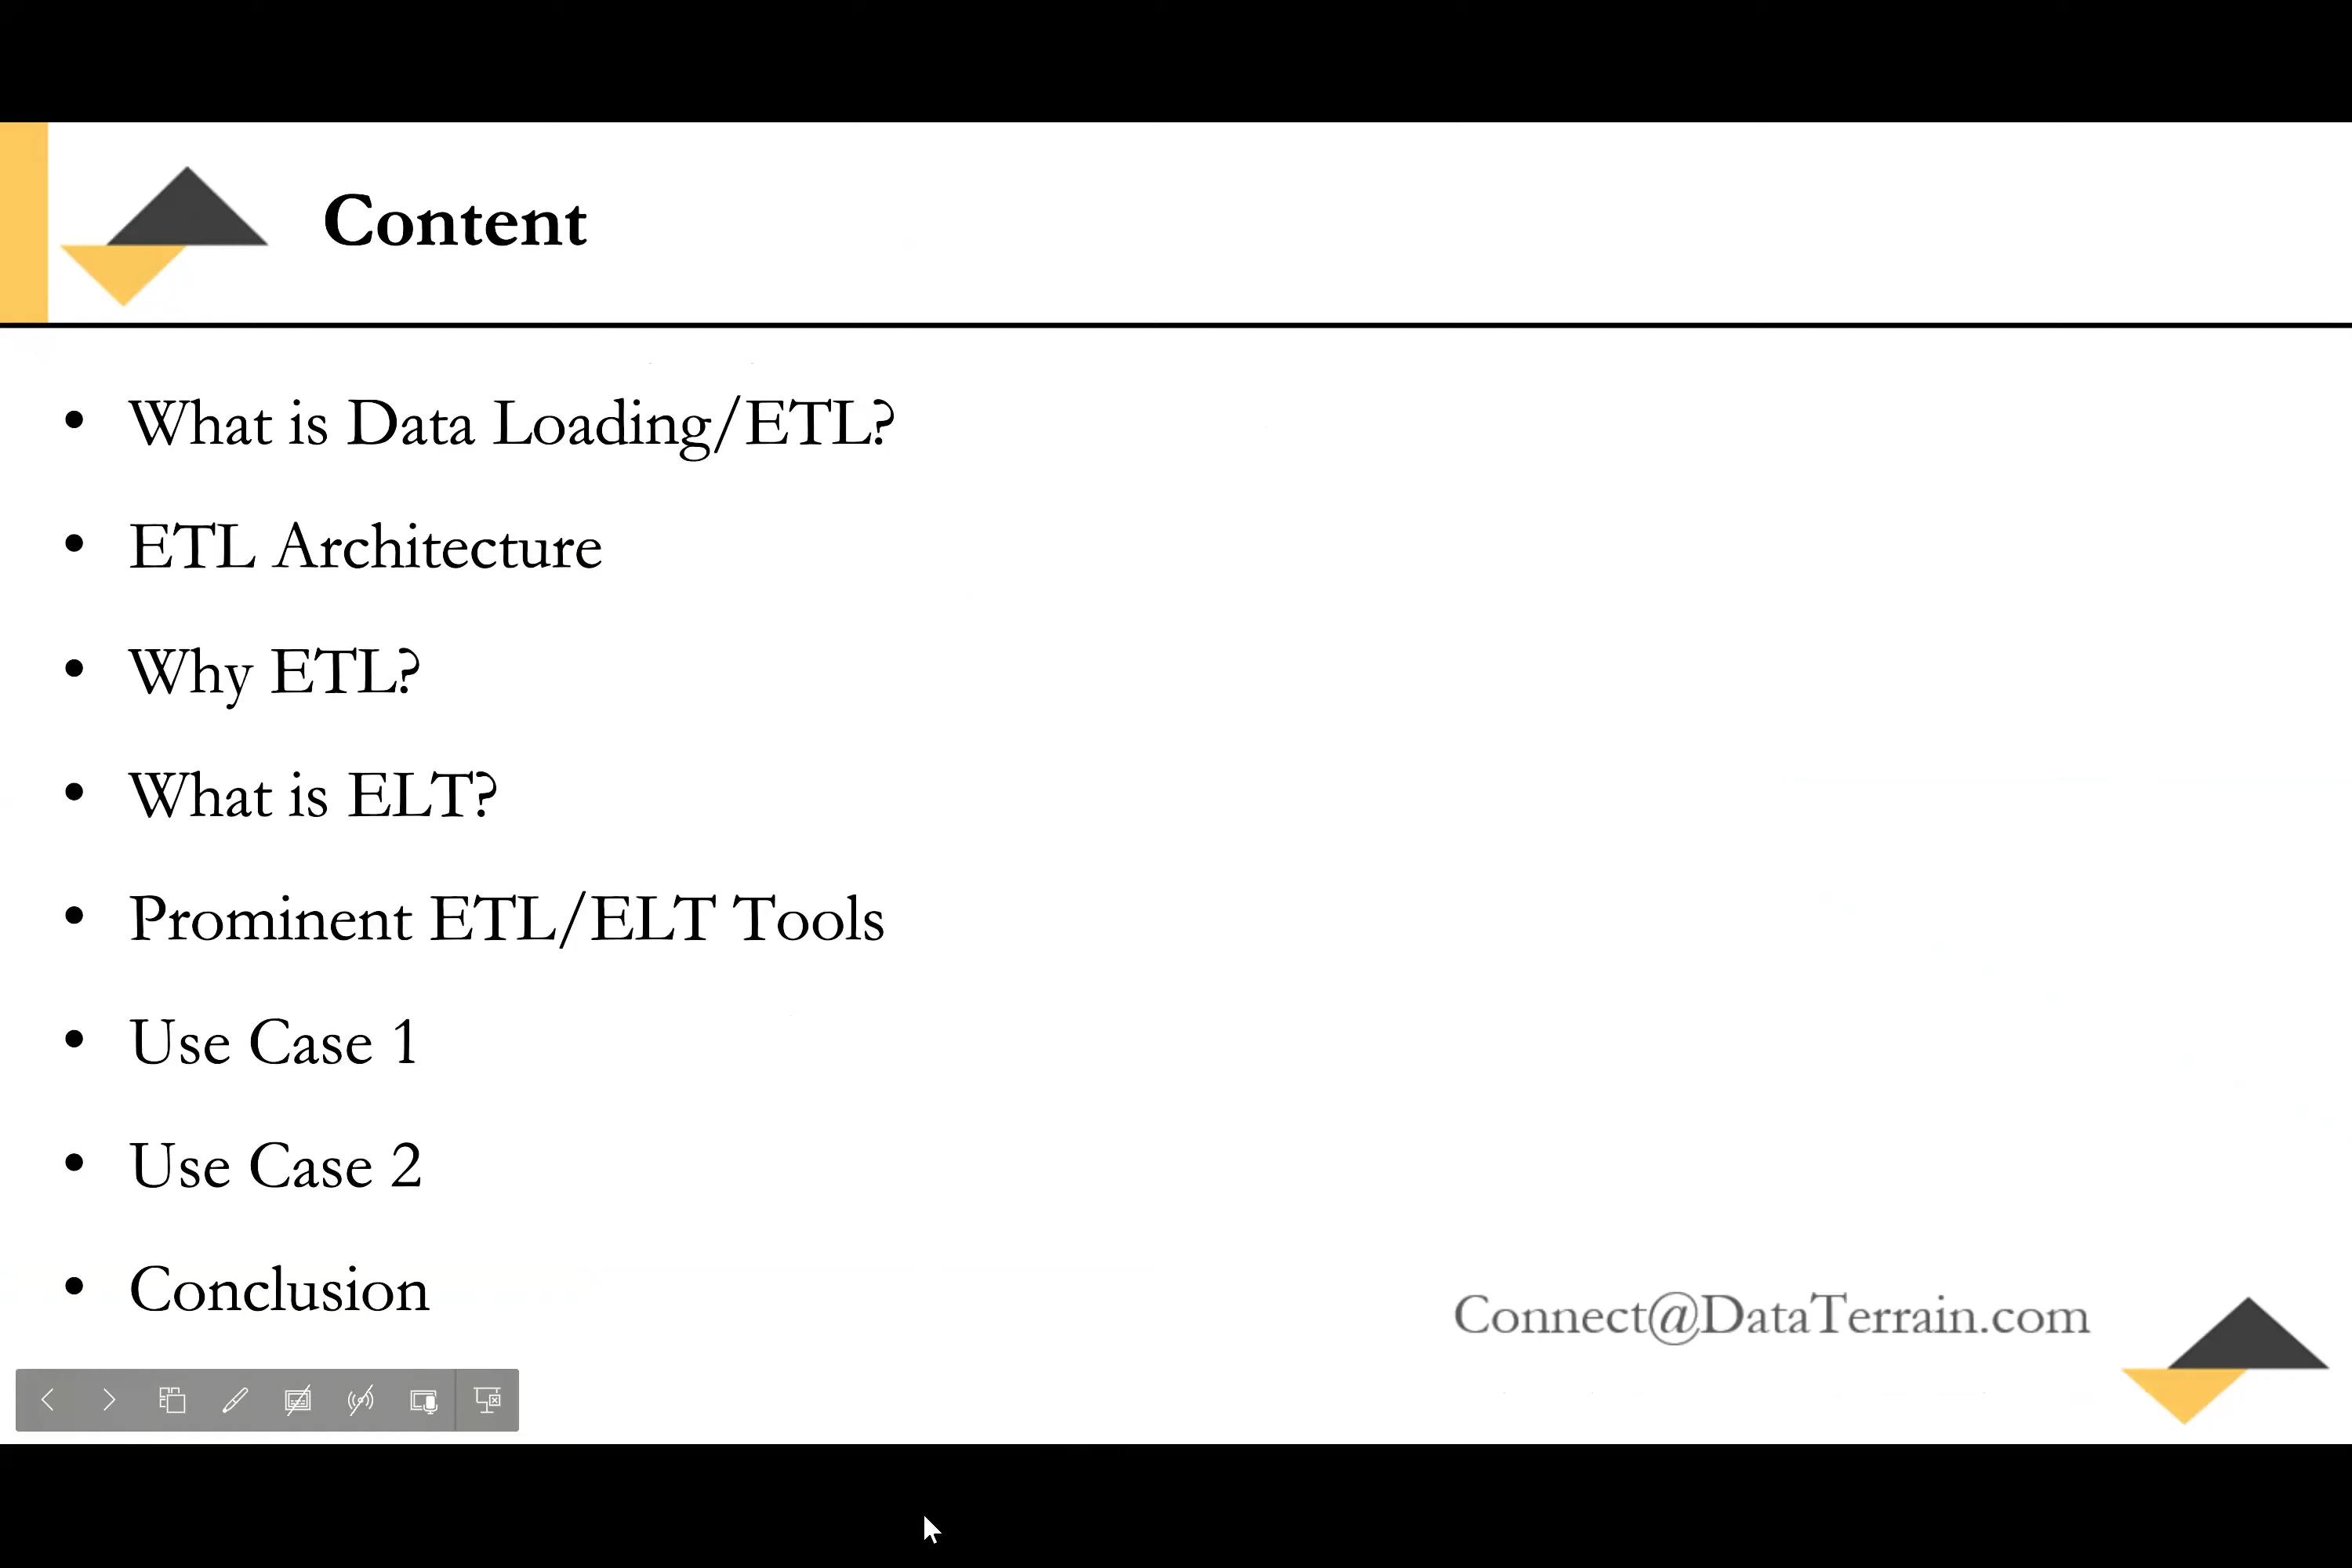 Content
• What is Data Loading/ETL?
• ETL Architecture
• Why ETL?
• What is ELT?
• Prominent ETL/ELT Tools
• Use Case 1
• Use Case 2
• Conclusion
Connect@DataTerrain.com